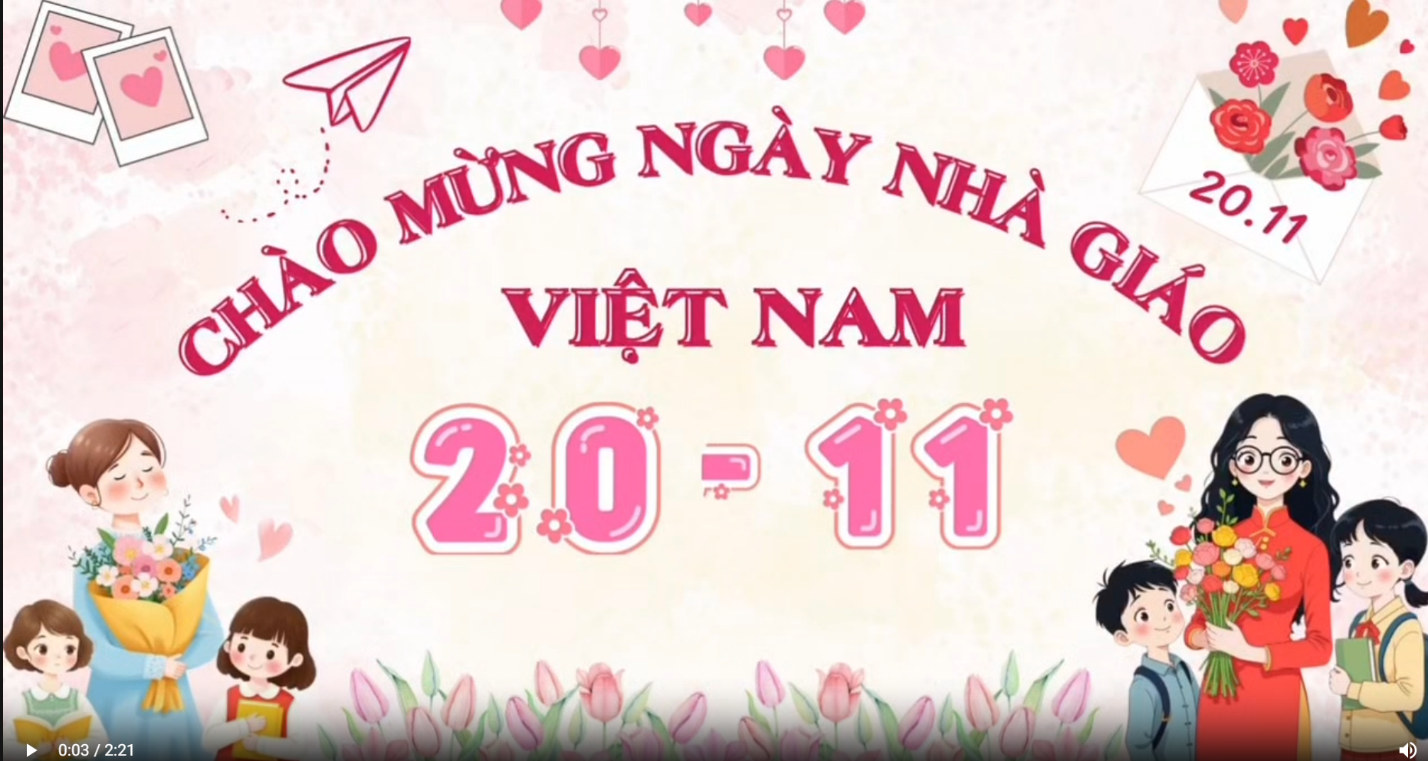 CHÀO MỪNG NGÀY NHÀ GIÁO
VIỆT NAM
20 - 11
20.11
0:03 / 2:21